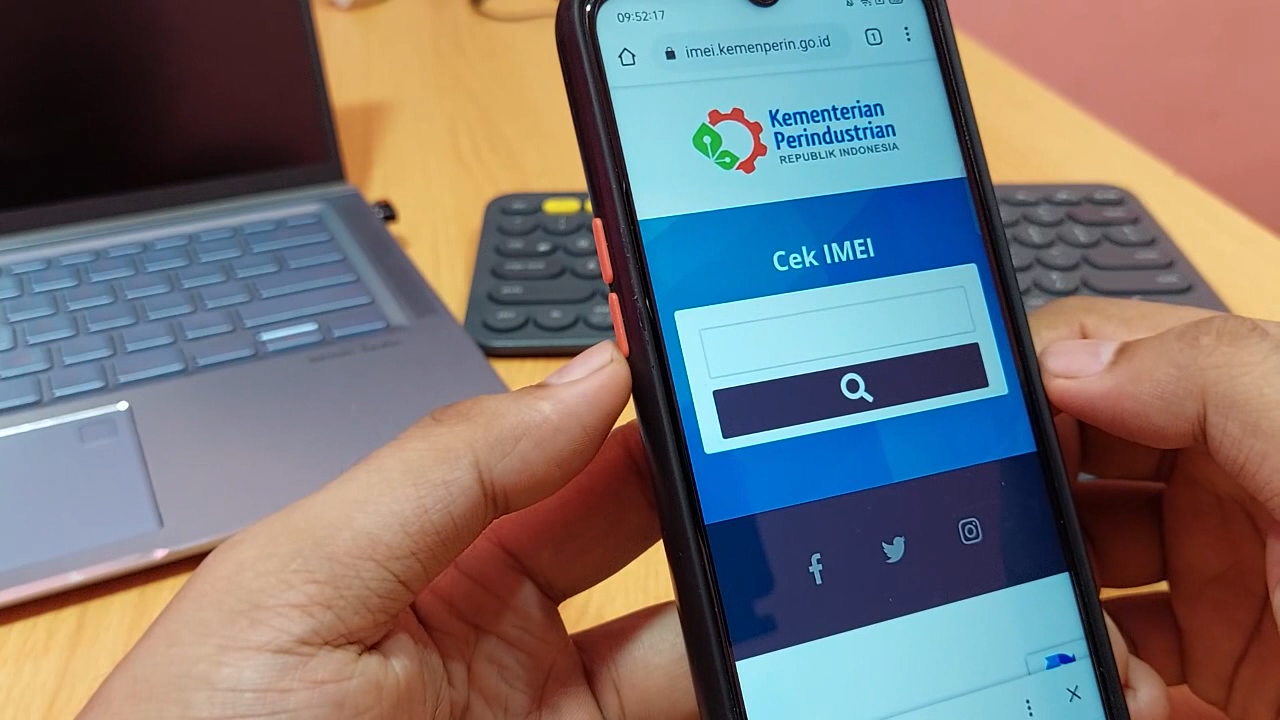 09:52:17
imei.kemenperin.go.id
1
Kementerian
Perindustrian
REPUBLIK INDONESIA
Cek IMEI